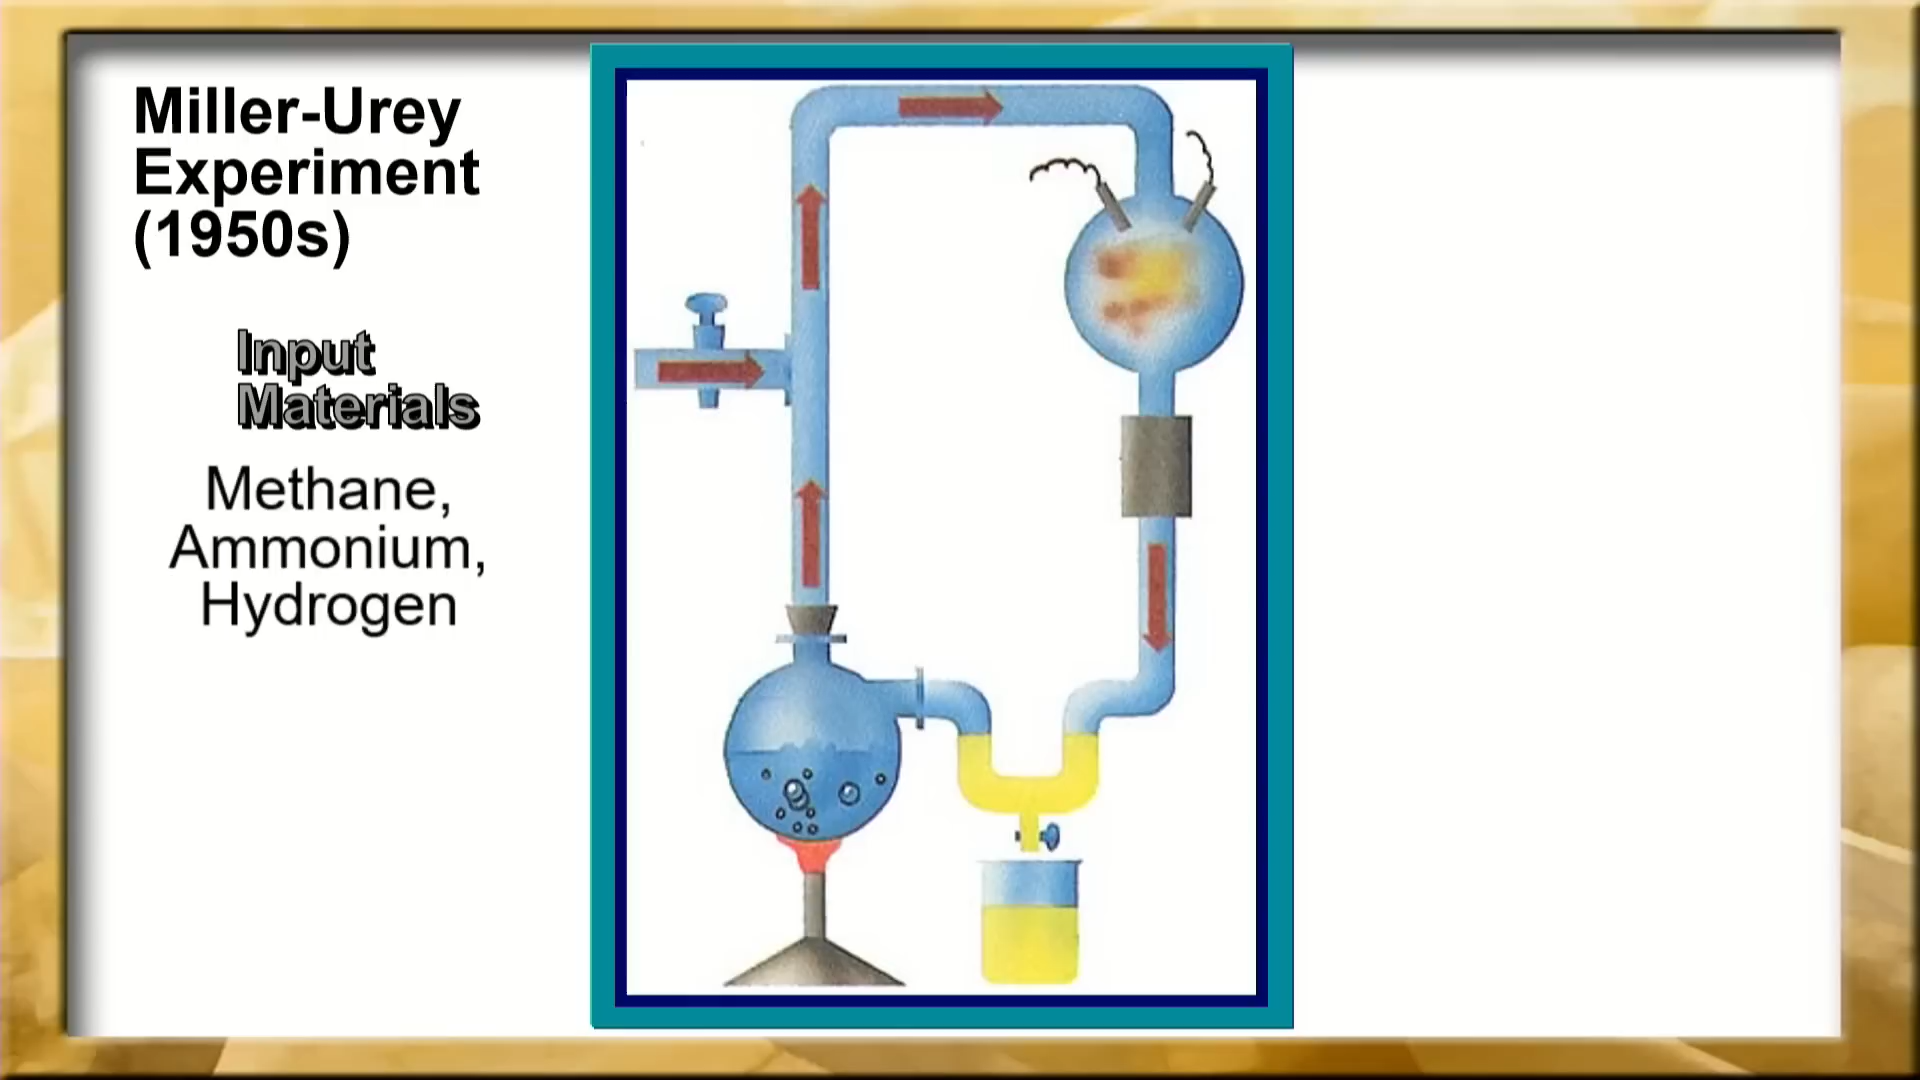 Miller-Urey
Experiment
(1950s)
Input
Materials
Methane,
Ammonium,
Hydrogen